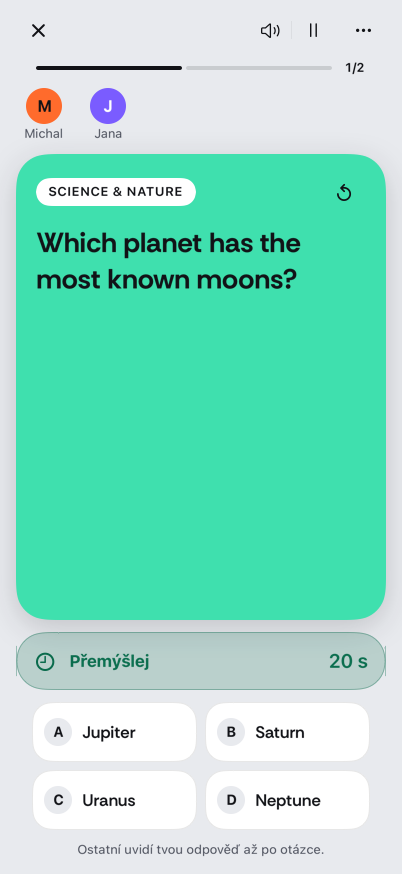 1/2
M
J
Michal
Jana
SCIENCE & NATURE
Which planet has the
most known moons?
Přemýšlej
20 s
A Jupiter
B Saturn
C Uranus
D Neptune
Ostatní uvidí tvou odpověď až po otázce.